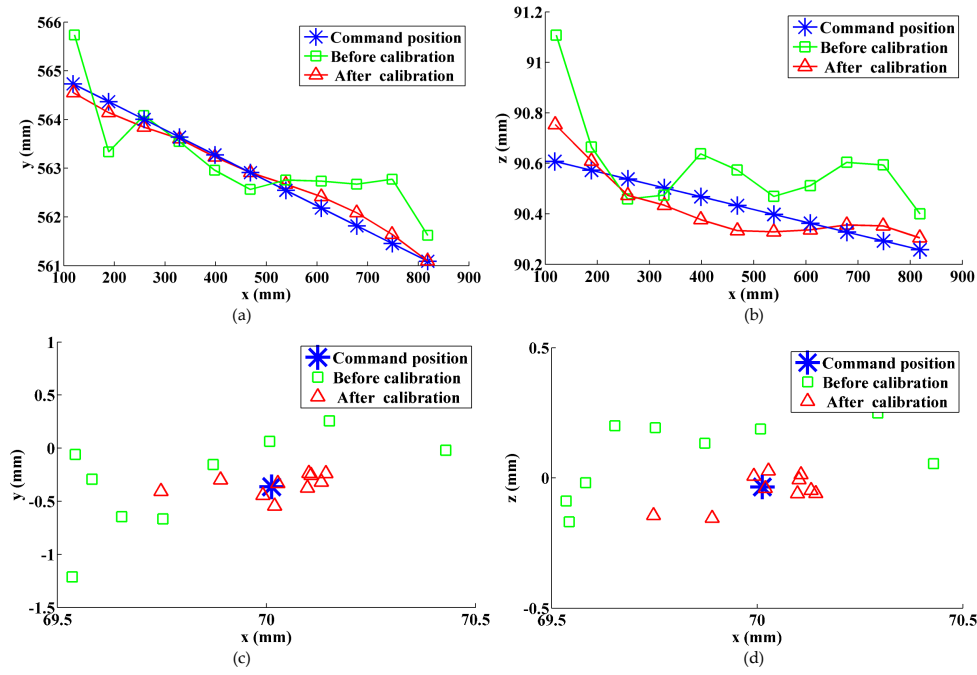 566
565
564
563
562
561
100
200
300
400
500
600
700
800
900
y (mm)
x (mm)
Command position
Before calibration
After calibration
(a)
91.2
91
90.8
90.6
90.4
90.2
100
200
300
400
500
600
700
800
900
z (mm)
x (mm)
Command position
Before calibration
After calibration
(b)
1
0.5
0
-0.5
-1
-1.5
69.5
70
70.5
y (mm)
x (mm)
Command position
Before calibration
After calibration
(c)
0.5
0
-0.5
69.5
70
70.5
z (mm)
x (mm)
Command position
Before calibration
After calibration
(d)